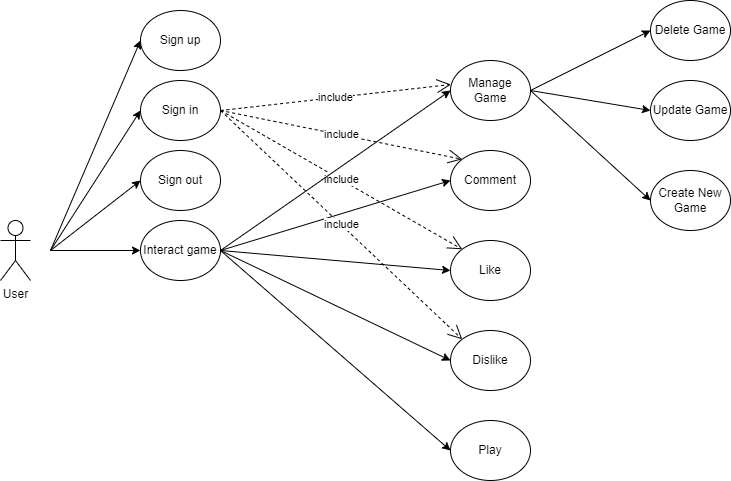 Sign up
Sign in
Sign out
Interact game
User
include
include
include
include
Manage
Game
Comment
Like
Dislike
Play
Delete Game
Update Game
Create New
Game